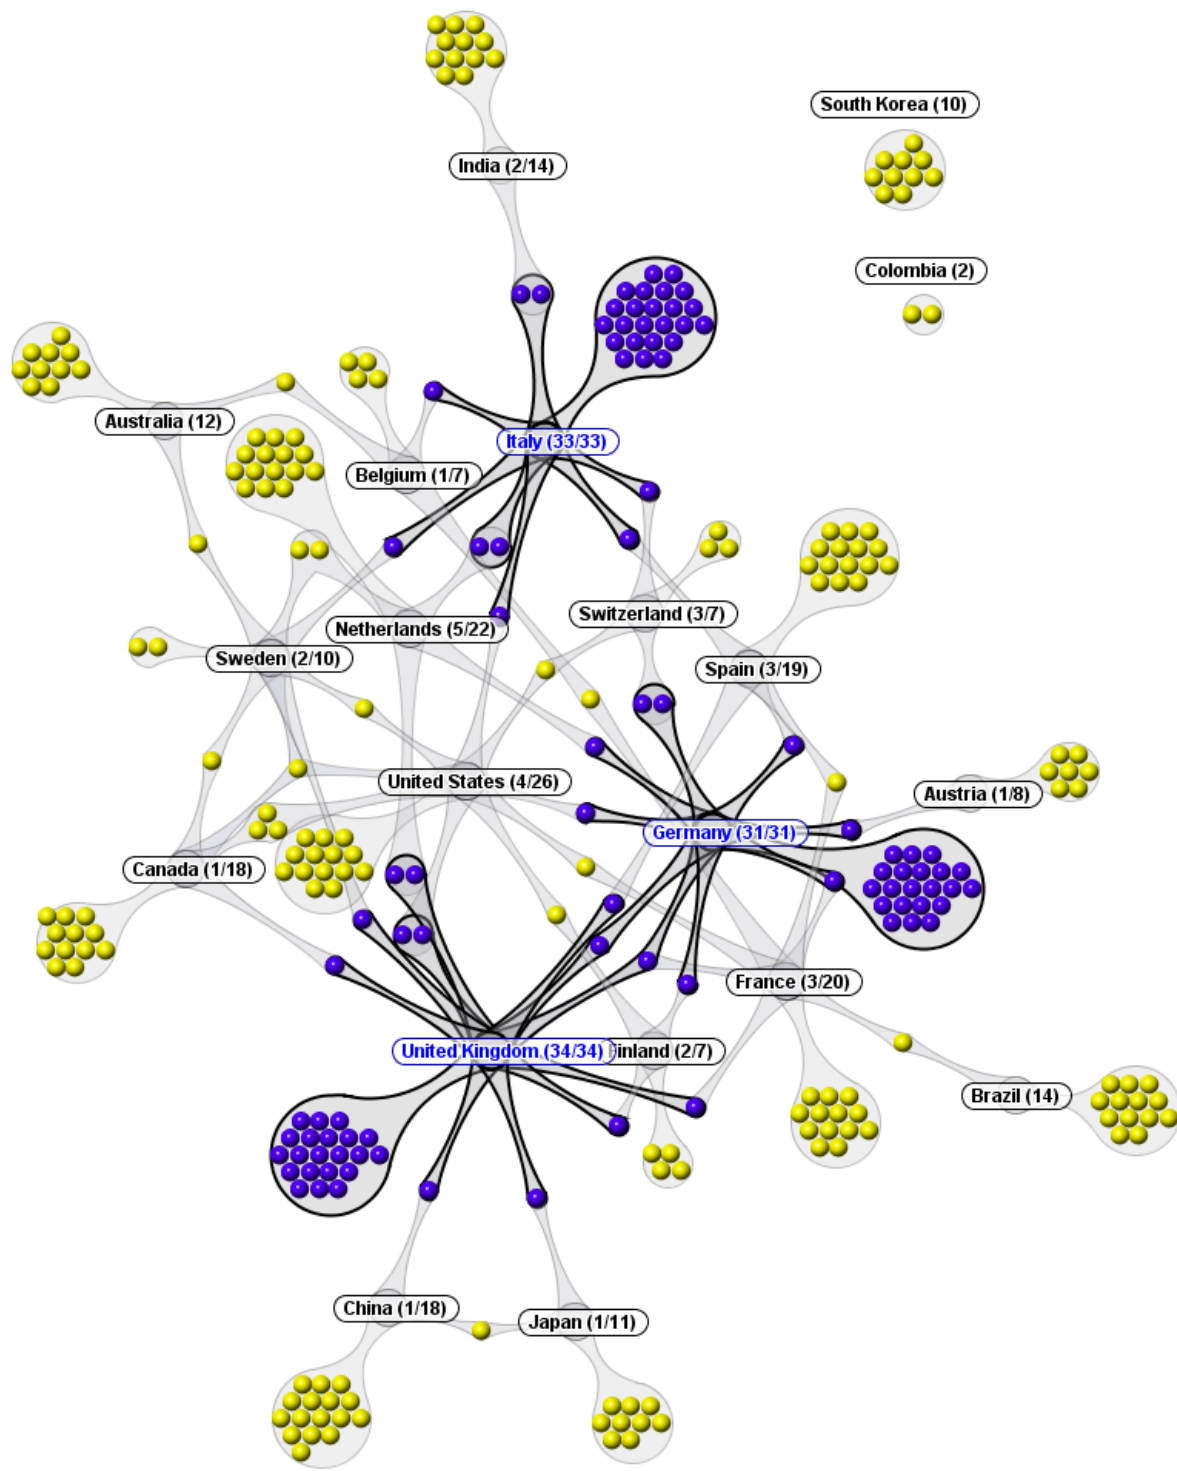 South Korea (10)
India (2/14)
Colombia (2)
Australia (12)
Italy (33/33)
Belgium (1/7)
Switzerland (3/7)
Netherlands (5/22)
Sweden (2/10)
Spain (3/19)
United States (4/26)
Austria (1/8)
Germany (31/31)
Canada (1/18)
France (3/20)
United Kingdom (34/34)
inland (2/7)
Brazil (14)
China (1/18)
Japan (1/11)